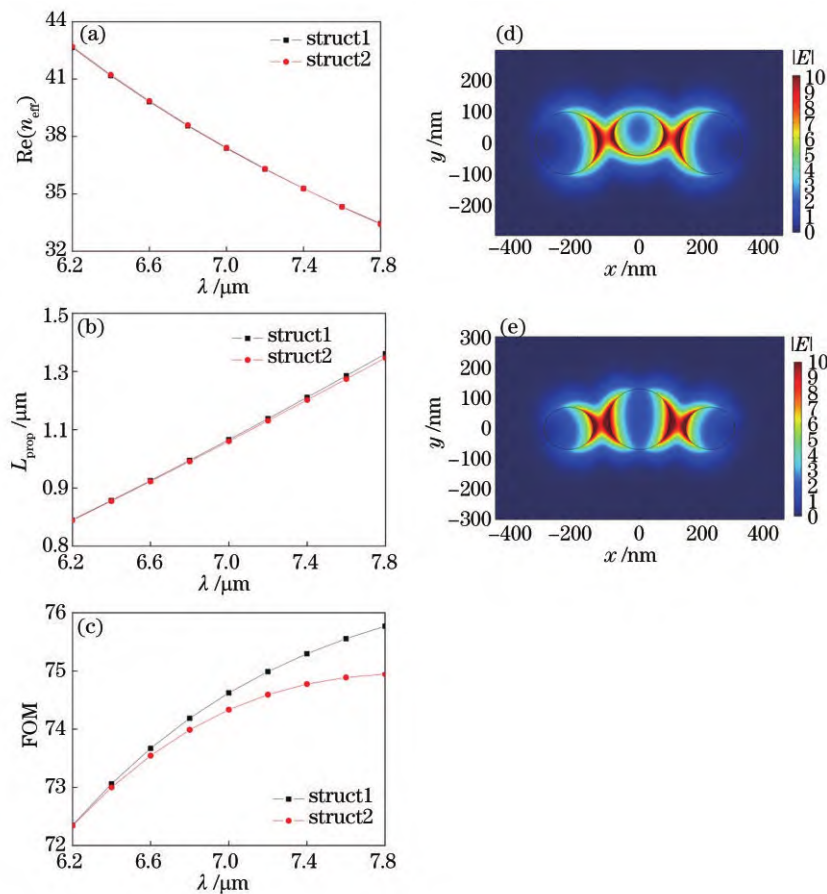 (a)
struct1
struct2
Re(n_eff)
44
41
38
35
32
6.2 6.6 7.0 7.4 7.8
λ /μm
(b)
struct1
struct2
L_prop /μm
1.5
1.3
1.1
0.9
0.8
6.2 6.6 7.0 7.4 7.8
λ /μm
(c)
struct1
struct2
FOM
76
75
74
73
72
6.2 6.6 7.0 7.4 7.8
λ /μm
(d)
|E|
10
9
8
7
6
5
4
3
2
1
0
y /nm
300
200
100
0
−100
−200
−400 −200 0 200 400
x /nm
(e)
|E|
10
9
8
7
6
5
4
3
2
1
0
y /nm
300
200
100
0
−100
−200
−300
−400 −200 0 200 400
x /nm